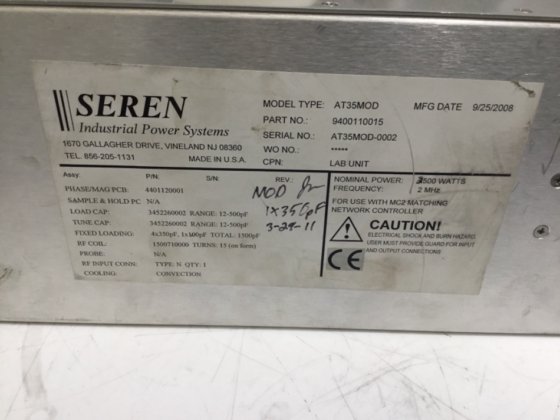 SEREN
Industrial Power Systems
1670 GALLAGHER DRIVE, VINELAND NJ 08360
TEL. 856-205-1131 MADE IN U.S.A.
MODEL TYPE: AT35MOD MFG DATE 9/25/2008
PART NO.: 9400110015
SERIAL NO.: AT35MOD-0002
WO NO.: -----
CPN: LAB UNIT
Assy: P/N: S/N: REV.:
PHASE/MAG PCB: 4401120001
SAMPLE & HOLD PC N/A
LOAD CAP: 3452260002 RANGE: 12-500pF
TUNE CAP: 3452260002 RANGE: 12-500pF
FIXED LOADING: 4x350pF, TOTAL: 1500pF
RF COIL: 1500710000 TURNS: 15 (on form)
PROBE: N/A
RF INPUT CONN: TYPE: N QTY: 1
COOLING: CONVECTION
MOD
1X350pF
3-29-11
NOMINAL POWER: 3500 WATTS
FREQUENCY: 2 MHz
FOR USE WITH MC2 MATCHING
NETWORK CONTROLLER
CAUTION!
ELECTRICAL SHOCK AND BURN HAZARD,
USER MUST PROVIDE GUARD FOR INPUT
AND OUTPUT CONNECTIONS
CE